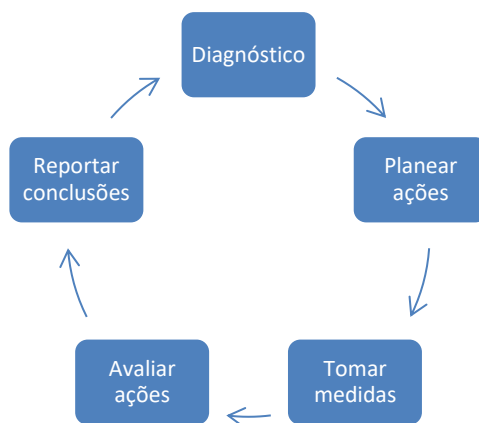 Diagnóstico
Planear
ações
Tomar
medidas
Avaliar
ações
Reportar
conclusões